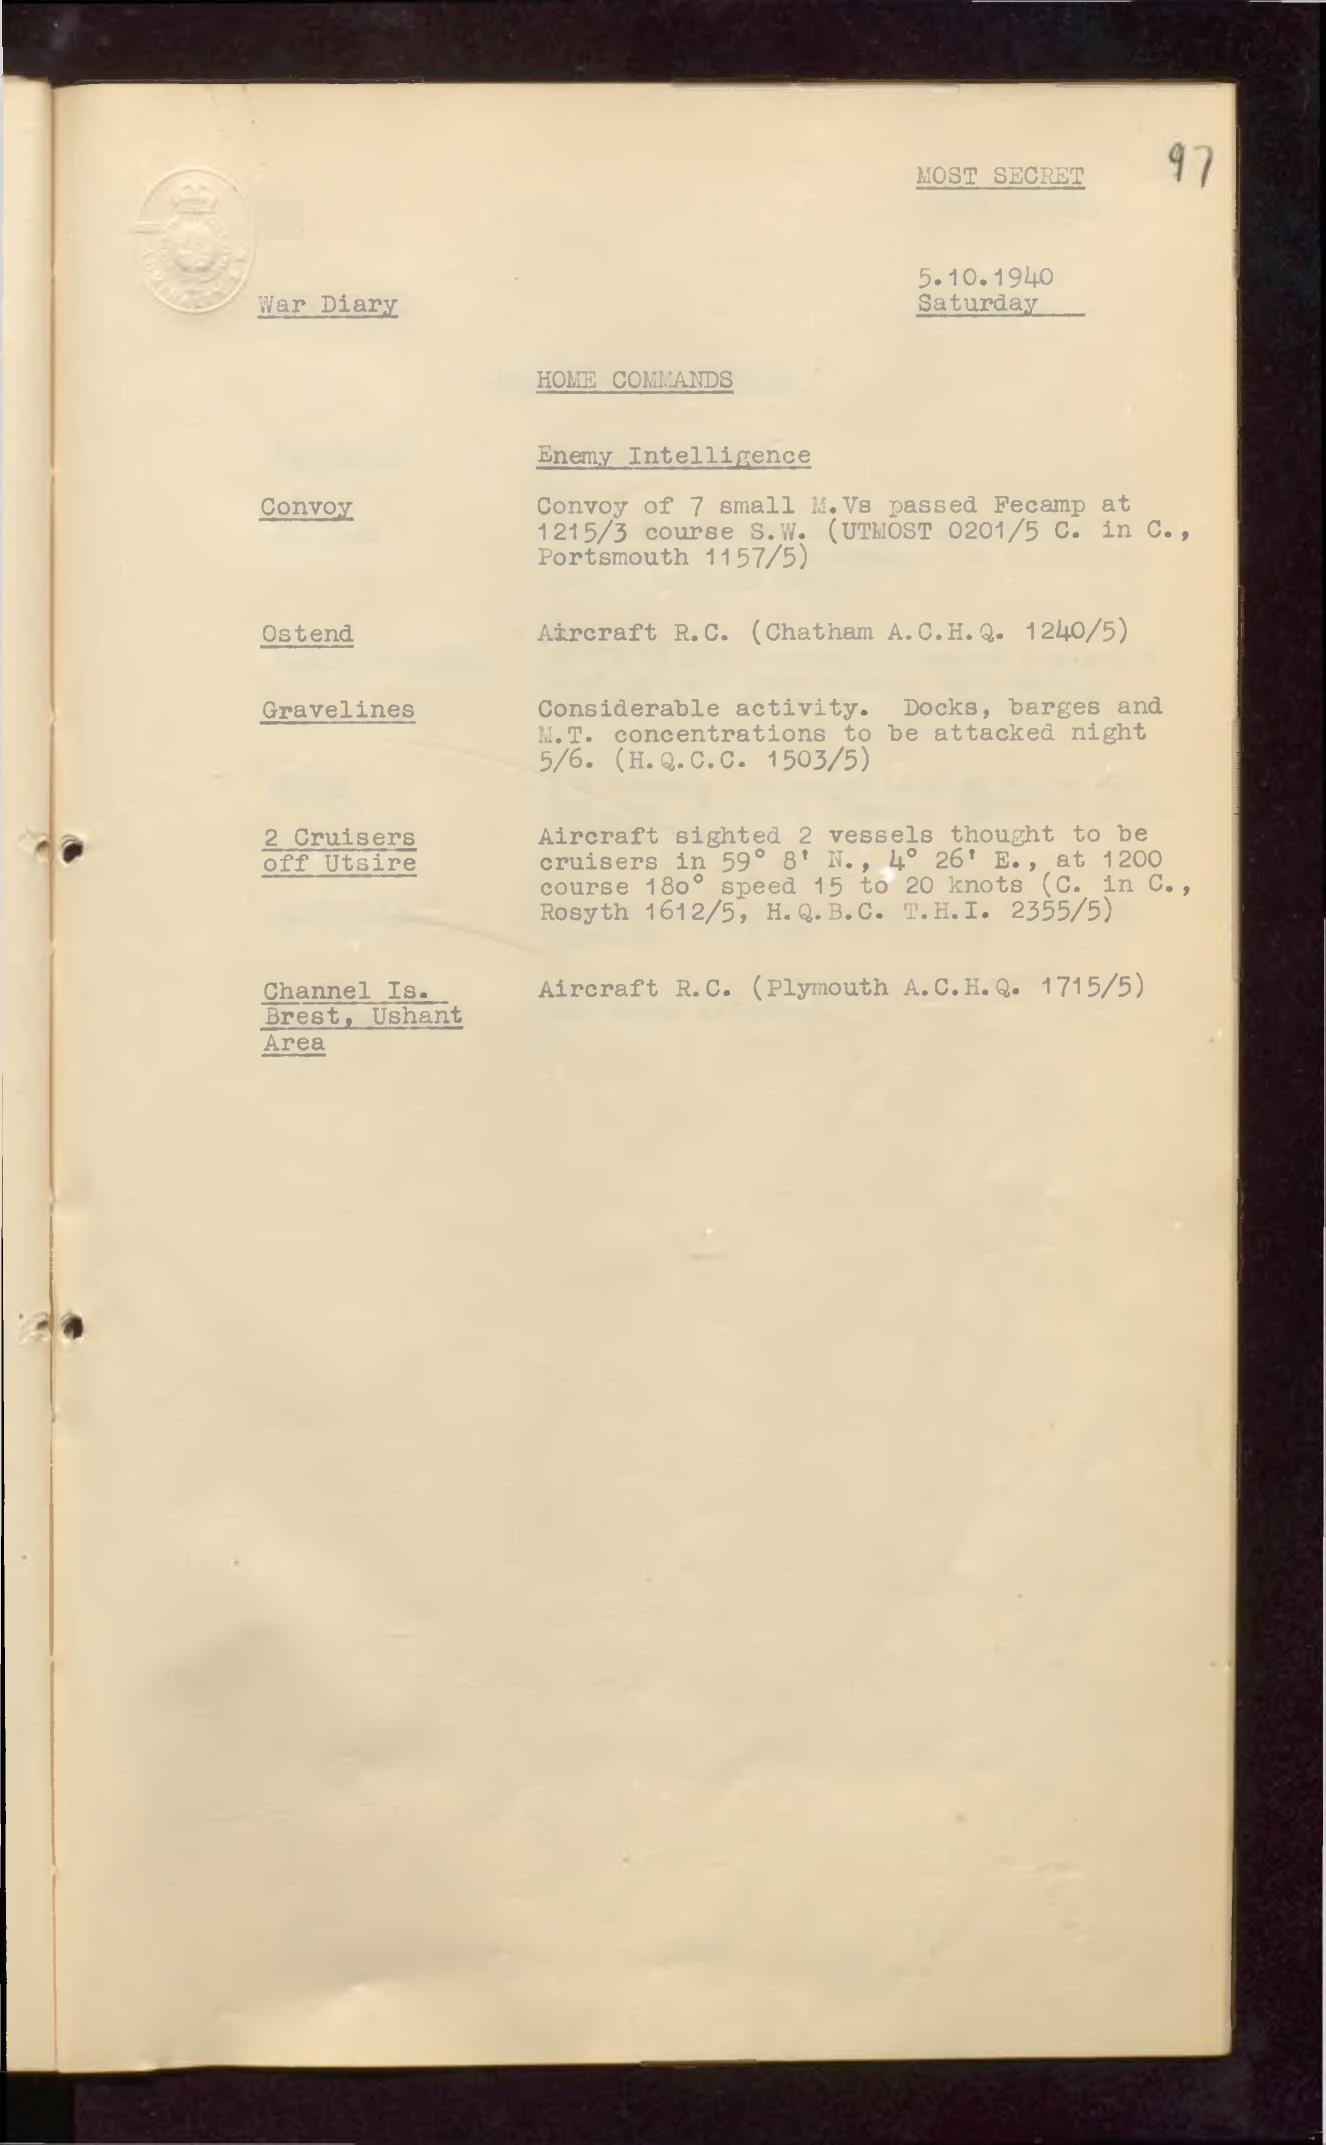 97
MOST SECRET
5.10.1940
Saturday
War Diary
HOME COMMANDS
Enemy Intelligence
Convoy
Convoy of 7 small M.Vs passed Fecamp at
1215/3 course S.W. (UTMOST 0201/5 C. in C.,
Portsmouth 1157/5)
Ostend
Aircraft R.C. (Chatham A.C.H.Q. 1240/5)
Gravelines
Considerable activity. Docks, barges and
M.T. concentrations to be attacked night
5/6. (H.Q.C.C. 1503/5)
2 Cruisers
off Utsire
Aircraft sighted 2 vessels thought to be
cruisers in 59° 8' N., 4° 26' E., at 1200
course 180° speed 15 to 20 knots (C. in C.,
Rosyth 1612/5, H.Q.B.C. T.H.I. 2355/5)
Channel Is.
Brest, Ushant
Area
Aircraft R.C. (Plymouth A.C.H.Q. 1715/5)